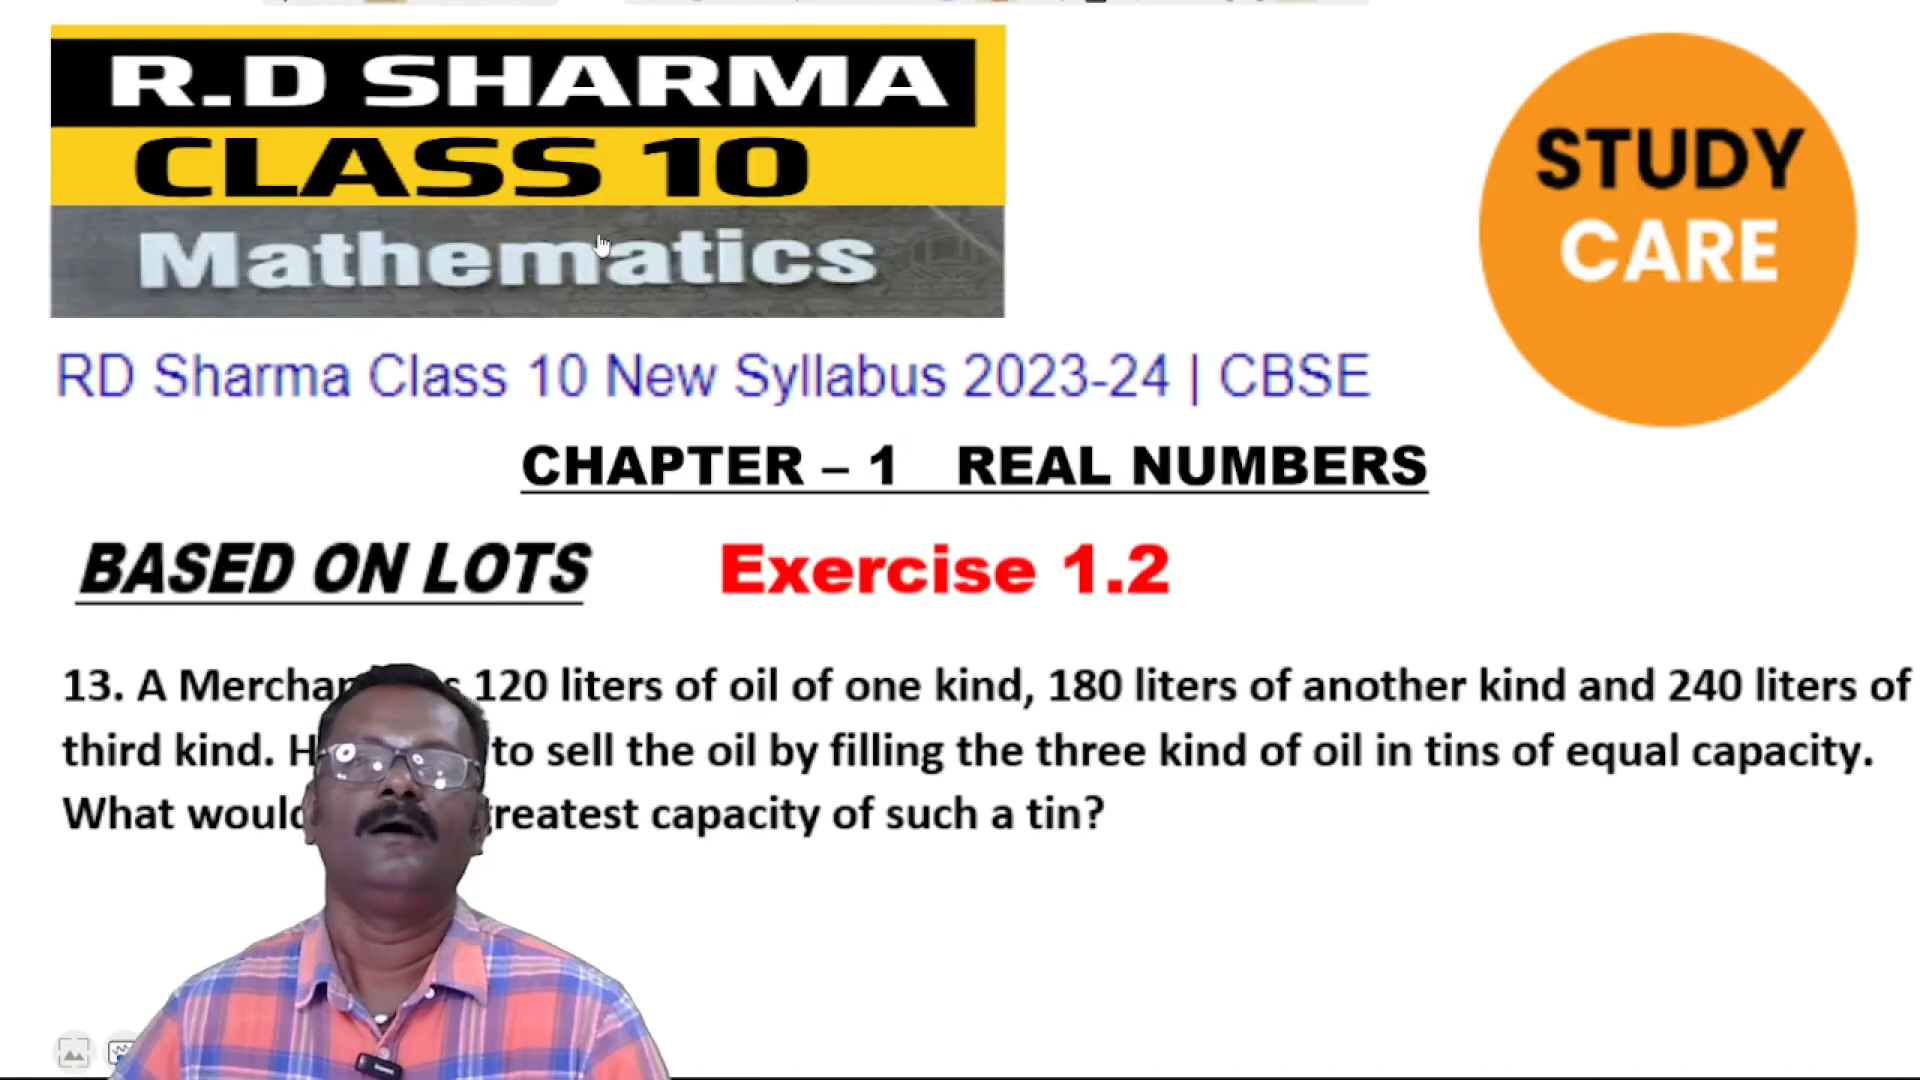 R.D SHARMA
CLASS 10
Mathematics
STUDY
CARE
RD Sharma Class 10 New Syllabus 2023-24 | CBSE
CHAPTER – 1 REAL NUMBERS
BASED ON LOTS Exercise 1.2
13. A 120 liters of oil of one kind, 180 liters of another kind and 240 liters of
third kind. to sell the oil by filling the three kind of oil in tins of equal capacity.
What capacity of such a tin?